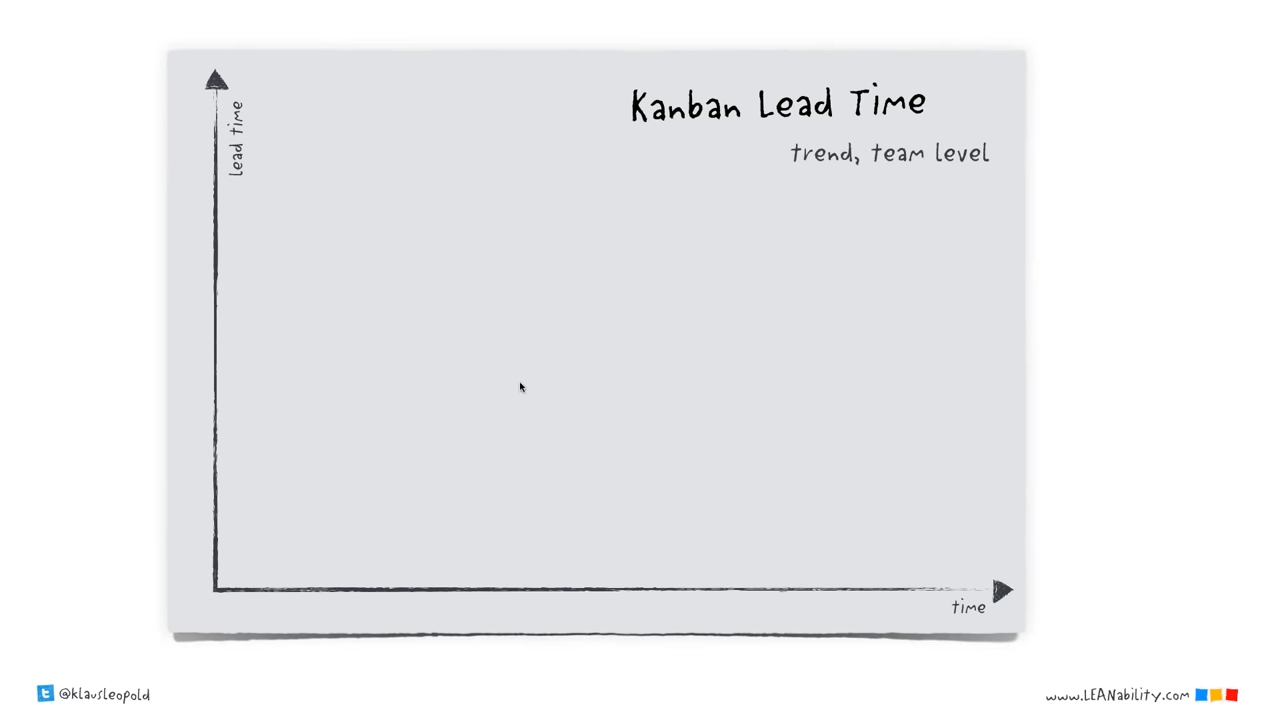 Kanban Lead Time
trend, team level
lead time
time
@klausleopold
www.LEANability.com